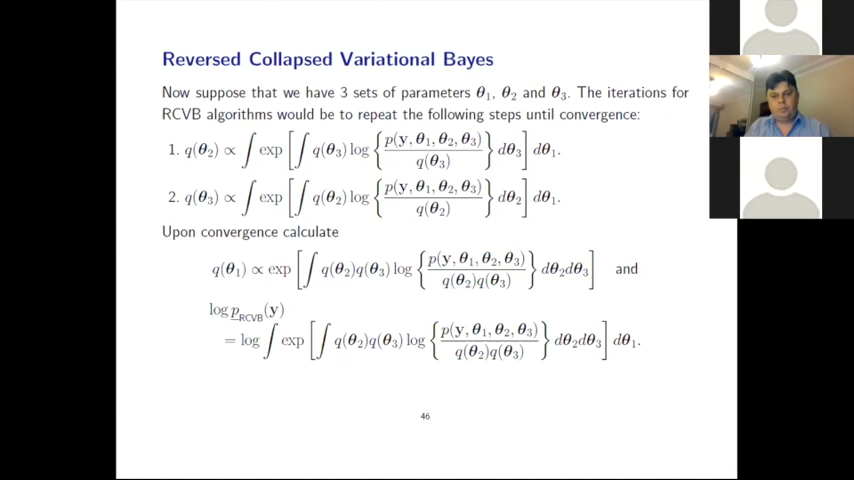 Reversed Collapsed Variational Bayes
Now suppose that we have 3 sets of parameters θ₁, θ₂ and θ₃. The iterations for
RCVB algorithms would be to repeat the following steps until convergence:
1. q(θ₂) ∝ ∫ exp [ ∫ q(θ₃) log { p(y, θ₁, θ₂, θ₃) / q(θ₃) } dθ₃ ] dθ₁.
2. q(θ₃) ∝ ∫ exp [ ∫ q(θ₂) log { p(y, θ₁, θ₂, θ₃) / q(θ₂) } dθ₂ ] dθ₁.
Upon convergence calculate
q(θ₁) ∝ exp [ ∫ q(θ₂)q(θ₃) log { p(y, θ₁, θ₂, θ₃) / q(θ₂)q(θ₃) } dθ₂dθ₃ ] and
log p_RCVB(y)
= log ∫ exp [ ∫ q(θ₂)q(θ₃) log { p(y, θ₁, θ₂, θ₃) / q(θ₂)q(θ₃) } dθ₂dθ₃ ] dθ₁.
46